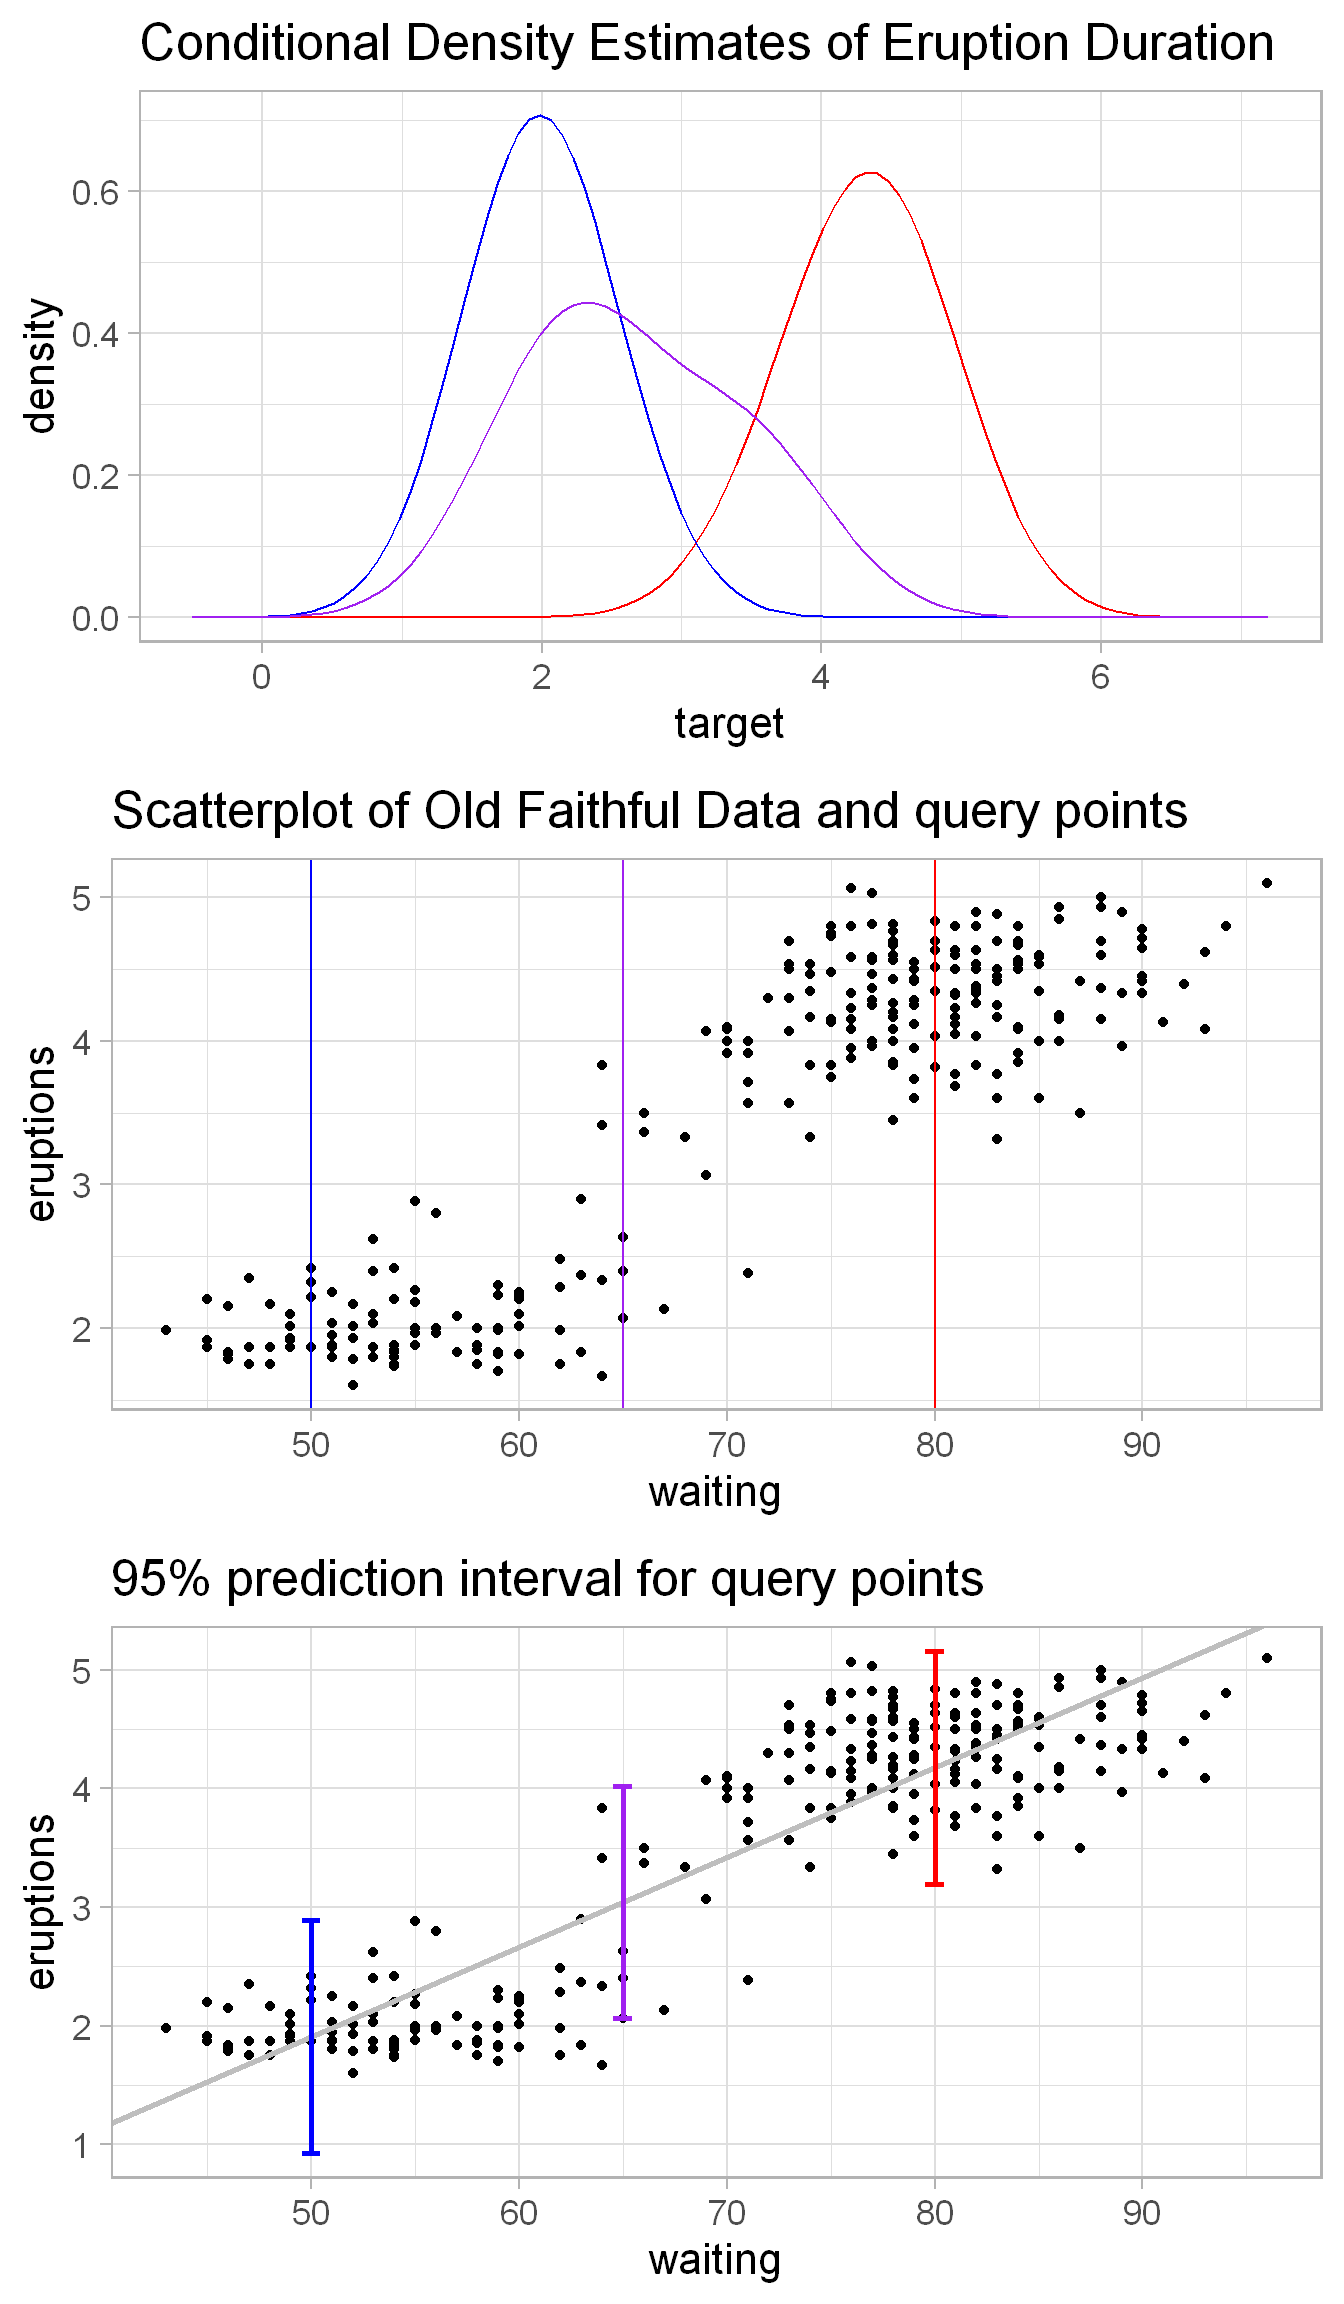 Conditional Density Estimates of Eruption Duration
density
0.6
0.4
0.2
0.0
0 2 4 6
target
Scatterplot of Old Faithful Data and query points
eruptions
5
4
3
2
50 60 70 80 90
waiting
95% prediction interval for query points
eruptions
5
4
3
2
1
50 60 70 80 90
waiting